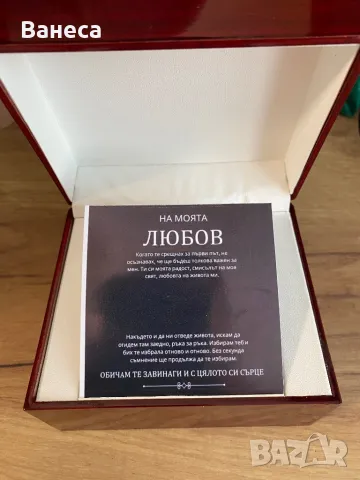 Ванеса
НА МОЯТА
ЛЮБОВ
Когато те срещнах за първи път, не
осъзнавах, че ще бъдеш толкова важен за
мен. Ти си моята радост, смисълът на моя
свят, любовта на живота ми.
Накъдето и да ни отведе живота, искам да
отидем там заедно, ръка за ръка. Избирам теб и
бих те избрала отново и отново. Без секунда
съмнение ще продължа да те избирам.
ОБИЧАМ ТЕ ЗАВИНАГИ И С ЦЯЛОТО СИ СЪРЦЕ
BAZAR